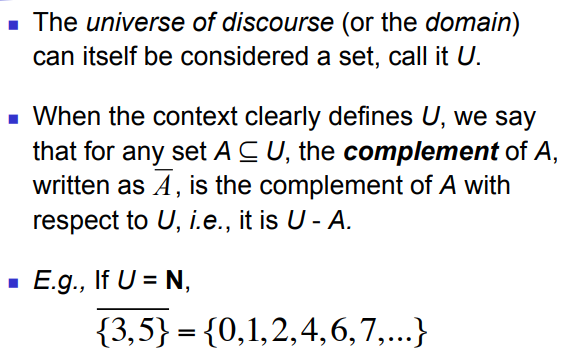 ▪ The universe of discourse (or the domain)
can itself be considered a set, call it U.
▪ When the context clearly defines U, we say
that for any set A ⊆ U, the complement of A,
written as A̅, is the complement of A with
respect to U, i.e., it is U - A.
▪ E.g., If U = N,
\overline{{3,5}} = {0,1,2,4,6,7,...}